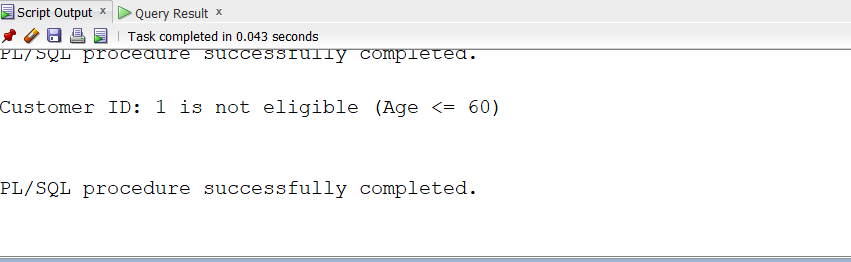 Script Output x Query Result x
Task completed in 0.043 seconds
PL/SQL procedure successfully completed.
Customer ID: 1 is not eligible (Age <= 60)
PL/SQL procedure successfully completed.